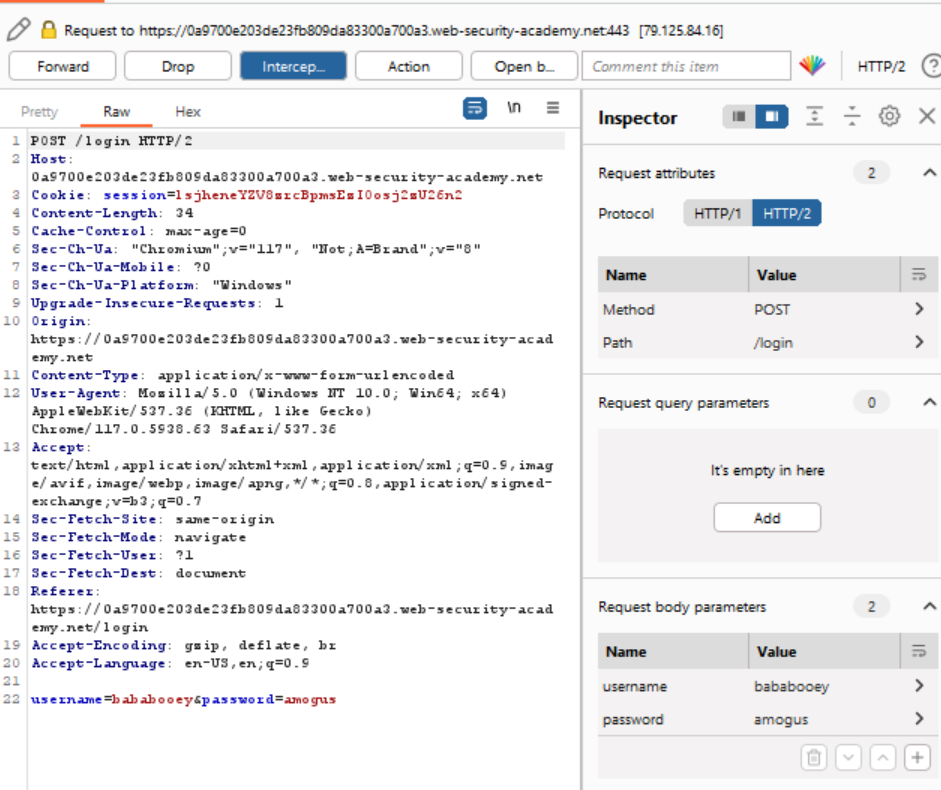 Request to https://0a9700e203de23fb809da83300a700a3.web-security-academy.net:443 [79.125.84.16]
Forward Drop Intercep... Action Open b... Comment this item HTTP/2 ?
Pretty Raw Hex \n
Inspector
1 POST /login HTTP/2
2 Host:
0a9700e203de23fb809da83300a700a3.web-security-academy.net
3 Cookie: session=lsjheneYZV8zrcBpmsEzI0osj2sU26n2
4 Content-Length: 34
5 Cache-Control: max-age=0
6 Sec-Ch-Ua: "Chromium";v="117", "Not;A=Brand";v="8"
7 Sec-Ch-Ua-Mobile: ?0
8 Sec-Ch-Ua-Platform: "Windows"
9 Upgrade-Insecure-Requests: 1
10 Origin:
https://0a9700e203de23fb809da83300a700a3.web-security-acad
emy.net
11 Content-Type: application/x-www-form-urlencoded
12 User-Agent: Mozilla/5.0 (Windows NT 10.0; Win64; x64)
AppleWebKit/537.36 (KHTML, like Gecko)
Chrome/117.0.5938.63 Safari/537.36
13 Accept:
text/html,application/xhtml+xml,application/xml;q=0.9,imag
e/avif,image/webp,image/apng,*/*;q=0.8,application/signed-
exchange;v=b3;q=0.7
14 Sec-Fetch-Site: same-origin
15 Sec-Fetch-Mode: navigate
16 Sec-Fetch-User: ?1
17 Sec-Fetch-Dest: document
18 Referer:
https://0a9700e203de23fb809da83300a700a3.web-security-acad
emy.net/login
19 Accept-Encoding: gzip, deflate, br
20 Accept-Language: en-US,en;q=0.9
21
22 username=bababooey&password=amogus
Request attributes 2
Protocol HTTP/1 HTTP/2
Name Value
Method POST
Path /login
Request query parameters 0
It's empty in here
Add
Request body parameters 2
Name Value
username bababooey
password amogus